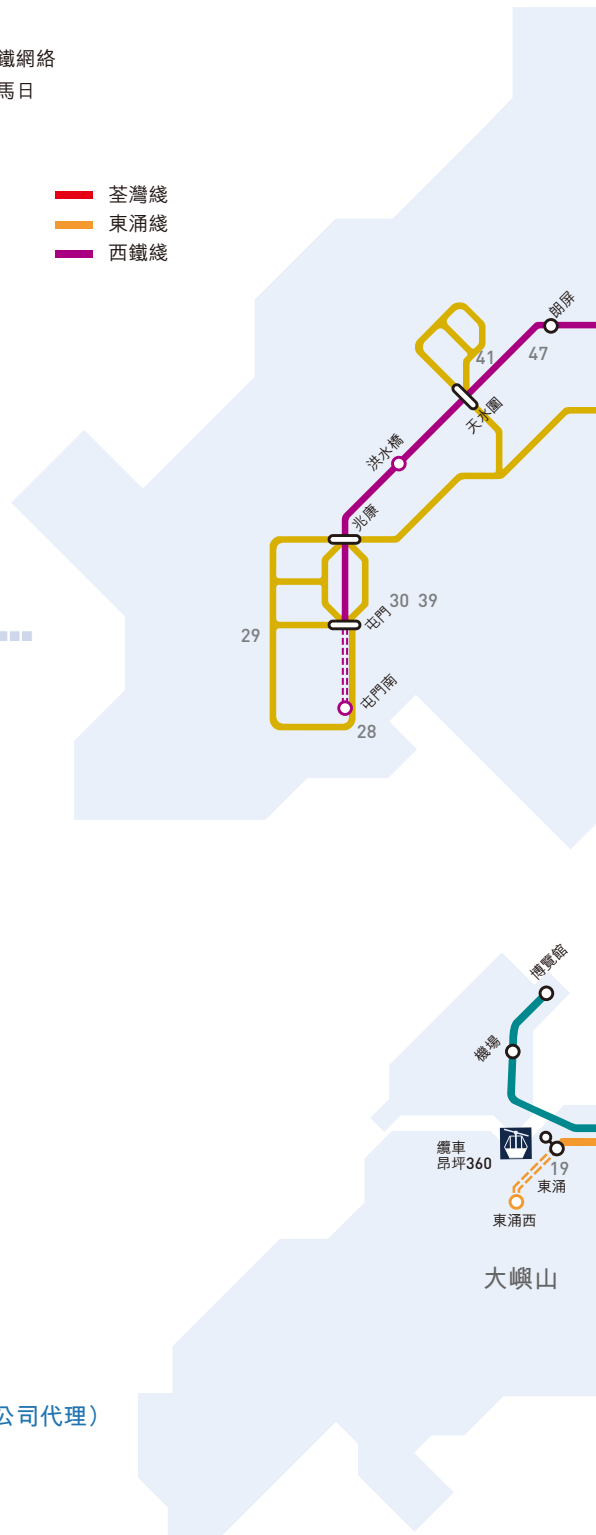 鐵網絡
馬日
荃灣綫
東涌綫
西鐵綫
朗屏
41
47
天水圍
洪水橋
兆康
30 39
屯門
29
屯門南
28
博覽館
機場
纜車
昂坪360
19
東涌
東涌西
大嶼山
公司代理）